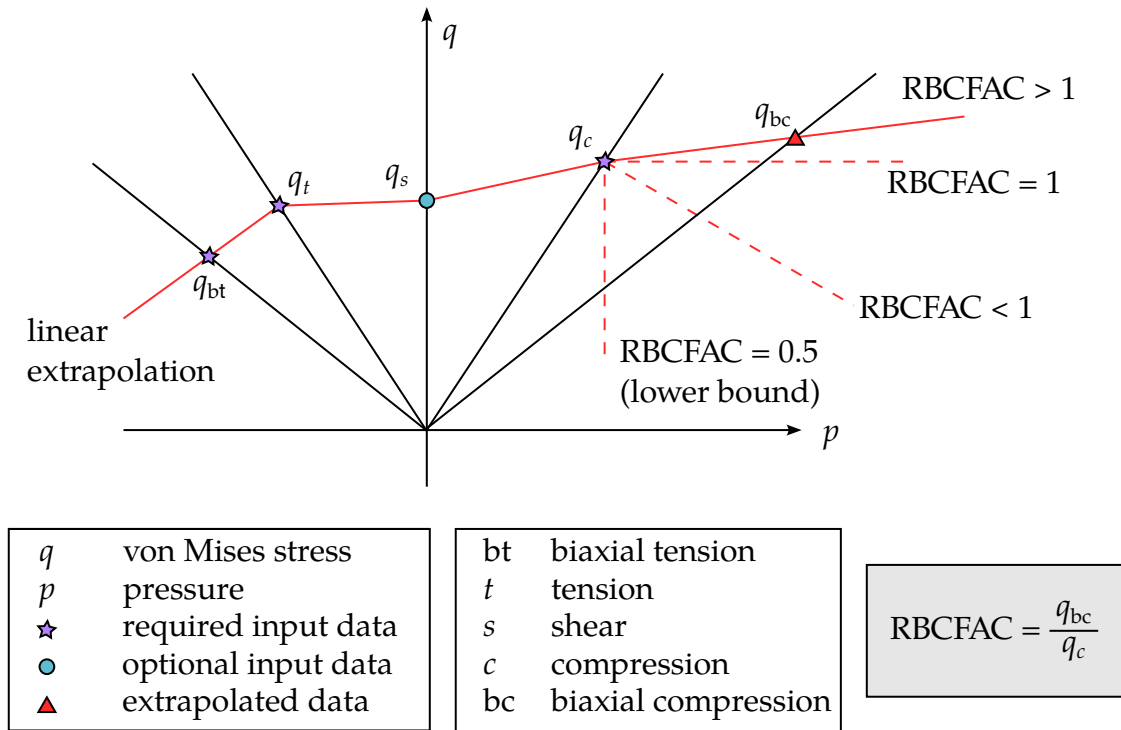 q
RBCFAC > 1
q_bc
q_c
q_t
q_s
RBCFAC = 1
q_bt
RBCFAC < 1
linear
extrapolation
RBCFAC = 0.5
(lower bound)
p
q von Mises stress
p pressure
required input data
optional input data
extrapolated data
bt biaxial tension
t tension
s shear
c compression
bc biaxial compression
RBCFAC = q_bc / q_c